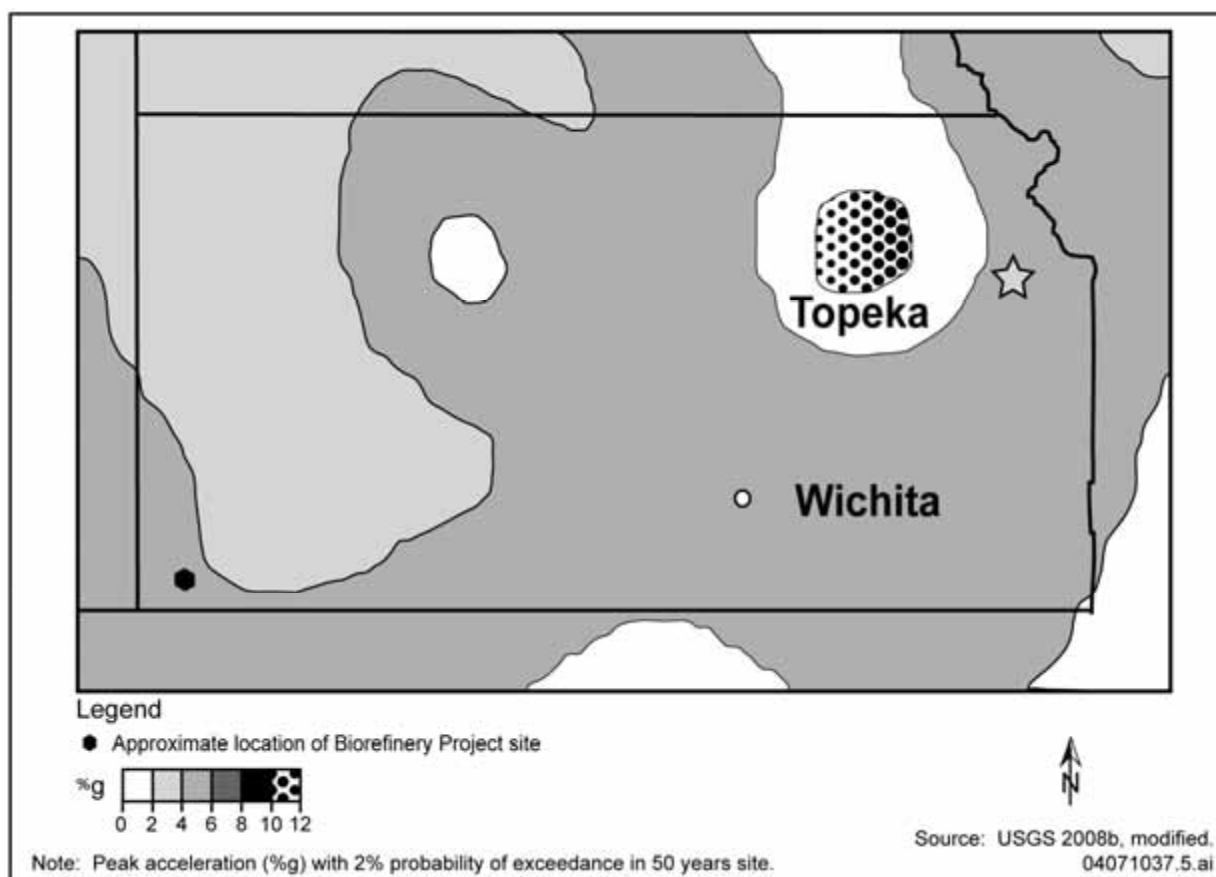 Topeka
Wichita
Legend
Approximate location of Biorefinery Project site
%g
0 2 4 6 8 10 12
N
Note: Peak acceleration (%g) with 2% probability of exceedance in 50 years site.
Source: USGS 2008b, modified.
04071037.5.ai